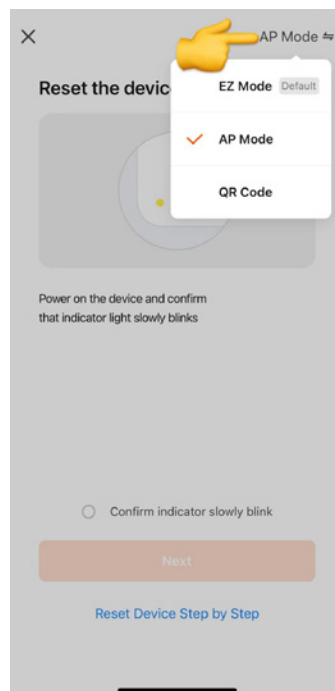 AP Mode
Reset the devic
EZ Mode Default
AP Mode
QR Code
Power on the device and confirm
that indicator light slowly blinks
Confirm indicator slowly blink
Next
Reset Device Step by Step